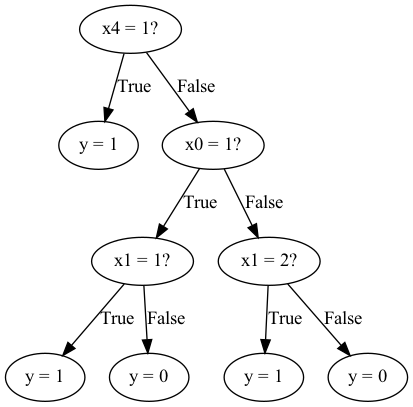 x4 = 1?
True
False
y = 1
x0 = 1?
True
False
x1 = 1?
x1 = 2?
True
False
True
False
y = 1
y = 0
y = 1
y = 0